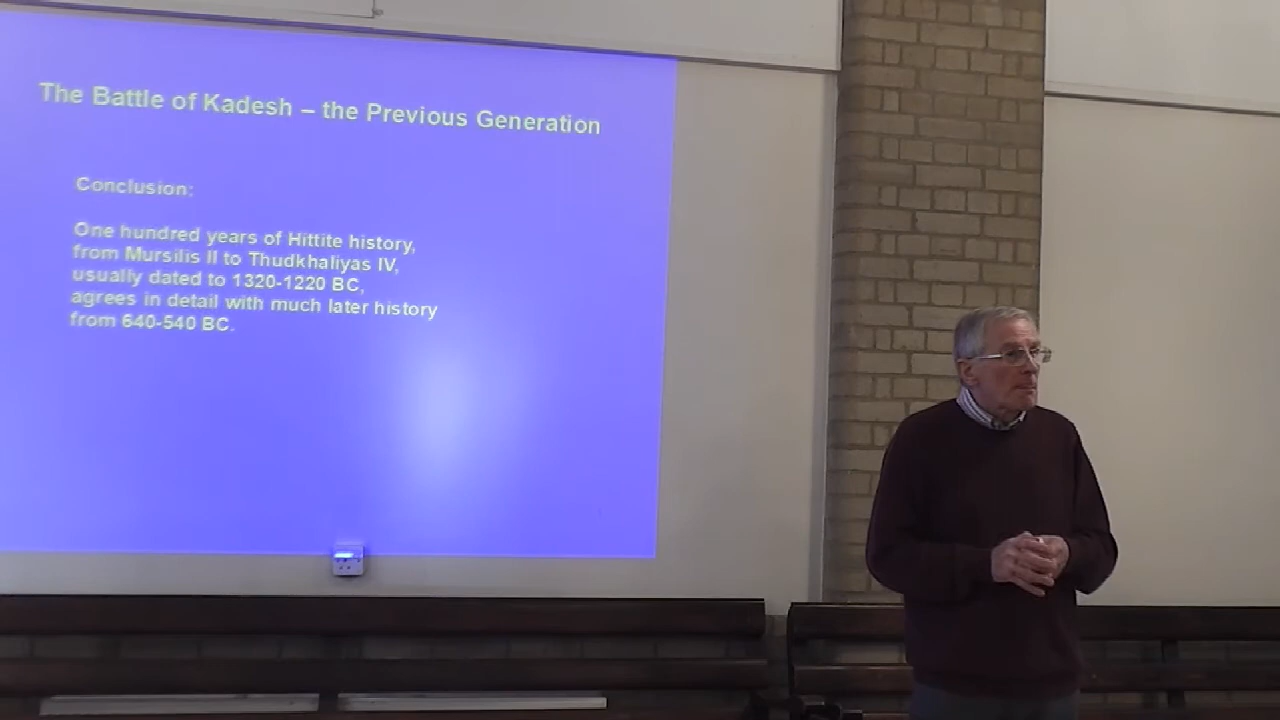 The Battle of Kadesh – the Previous Generation
Conclusion:
One hundred years of Hittite history,
from Mursilis II to Thudkhaliyas IV,
usually dated to 1320-1220 BC,
agrees in detail with much later history
from 640-540 BC.